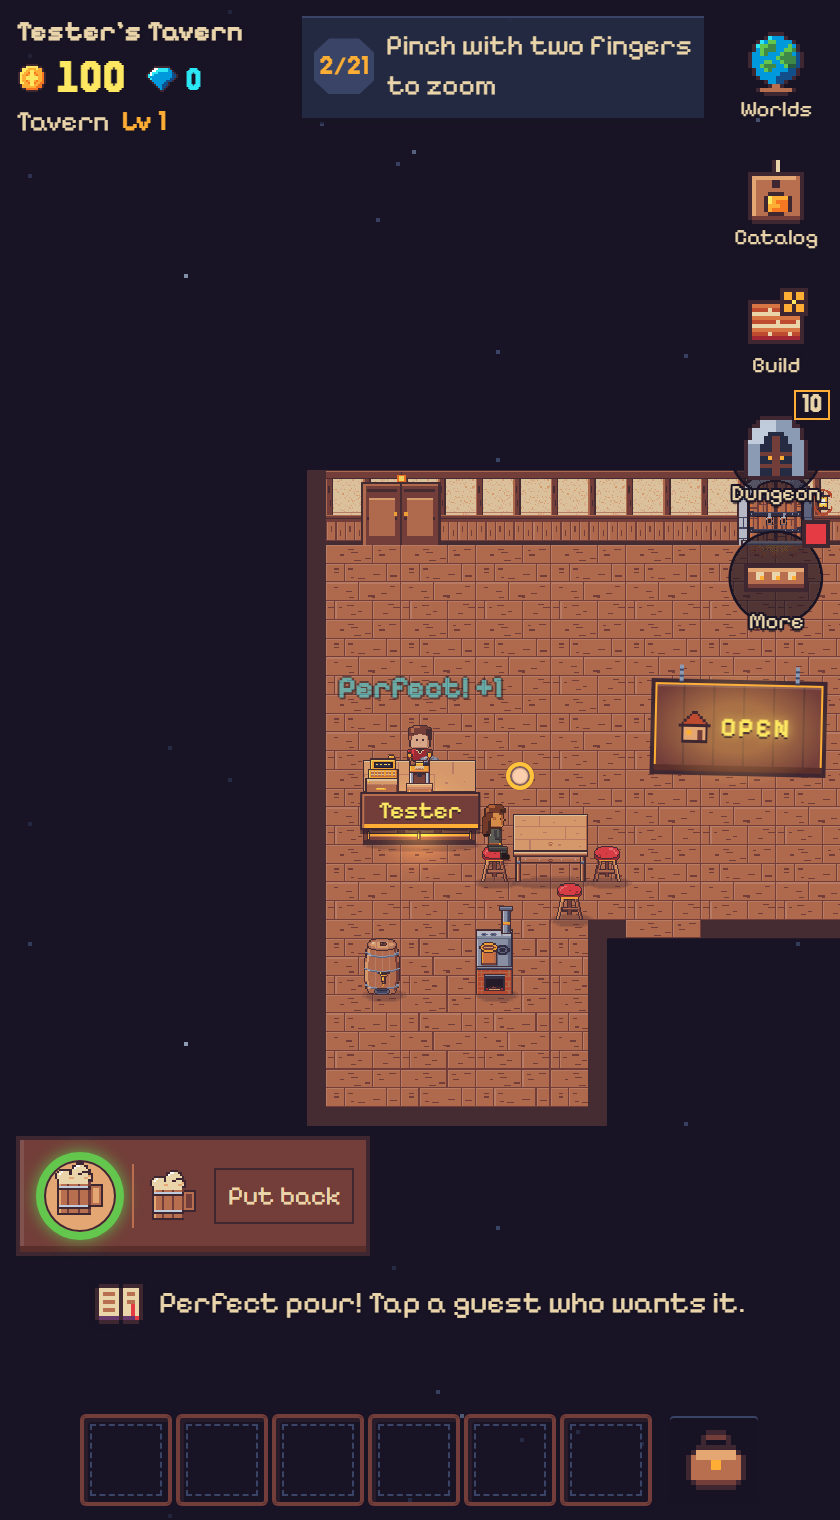 Tester's Tavern
100
0
Tavern Lv 1
2/21
Pinch with two fingers
to zoom
Worlds
Catalog
Build
10
Dungeon
More
Perfect! +1
OPEN
Tester
Put back
Perfect pour! Tap a guest who wants it.